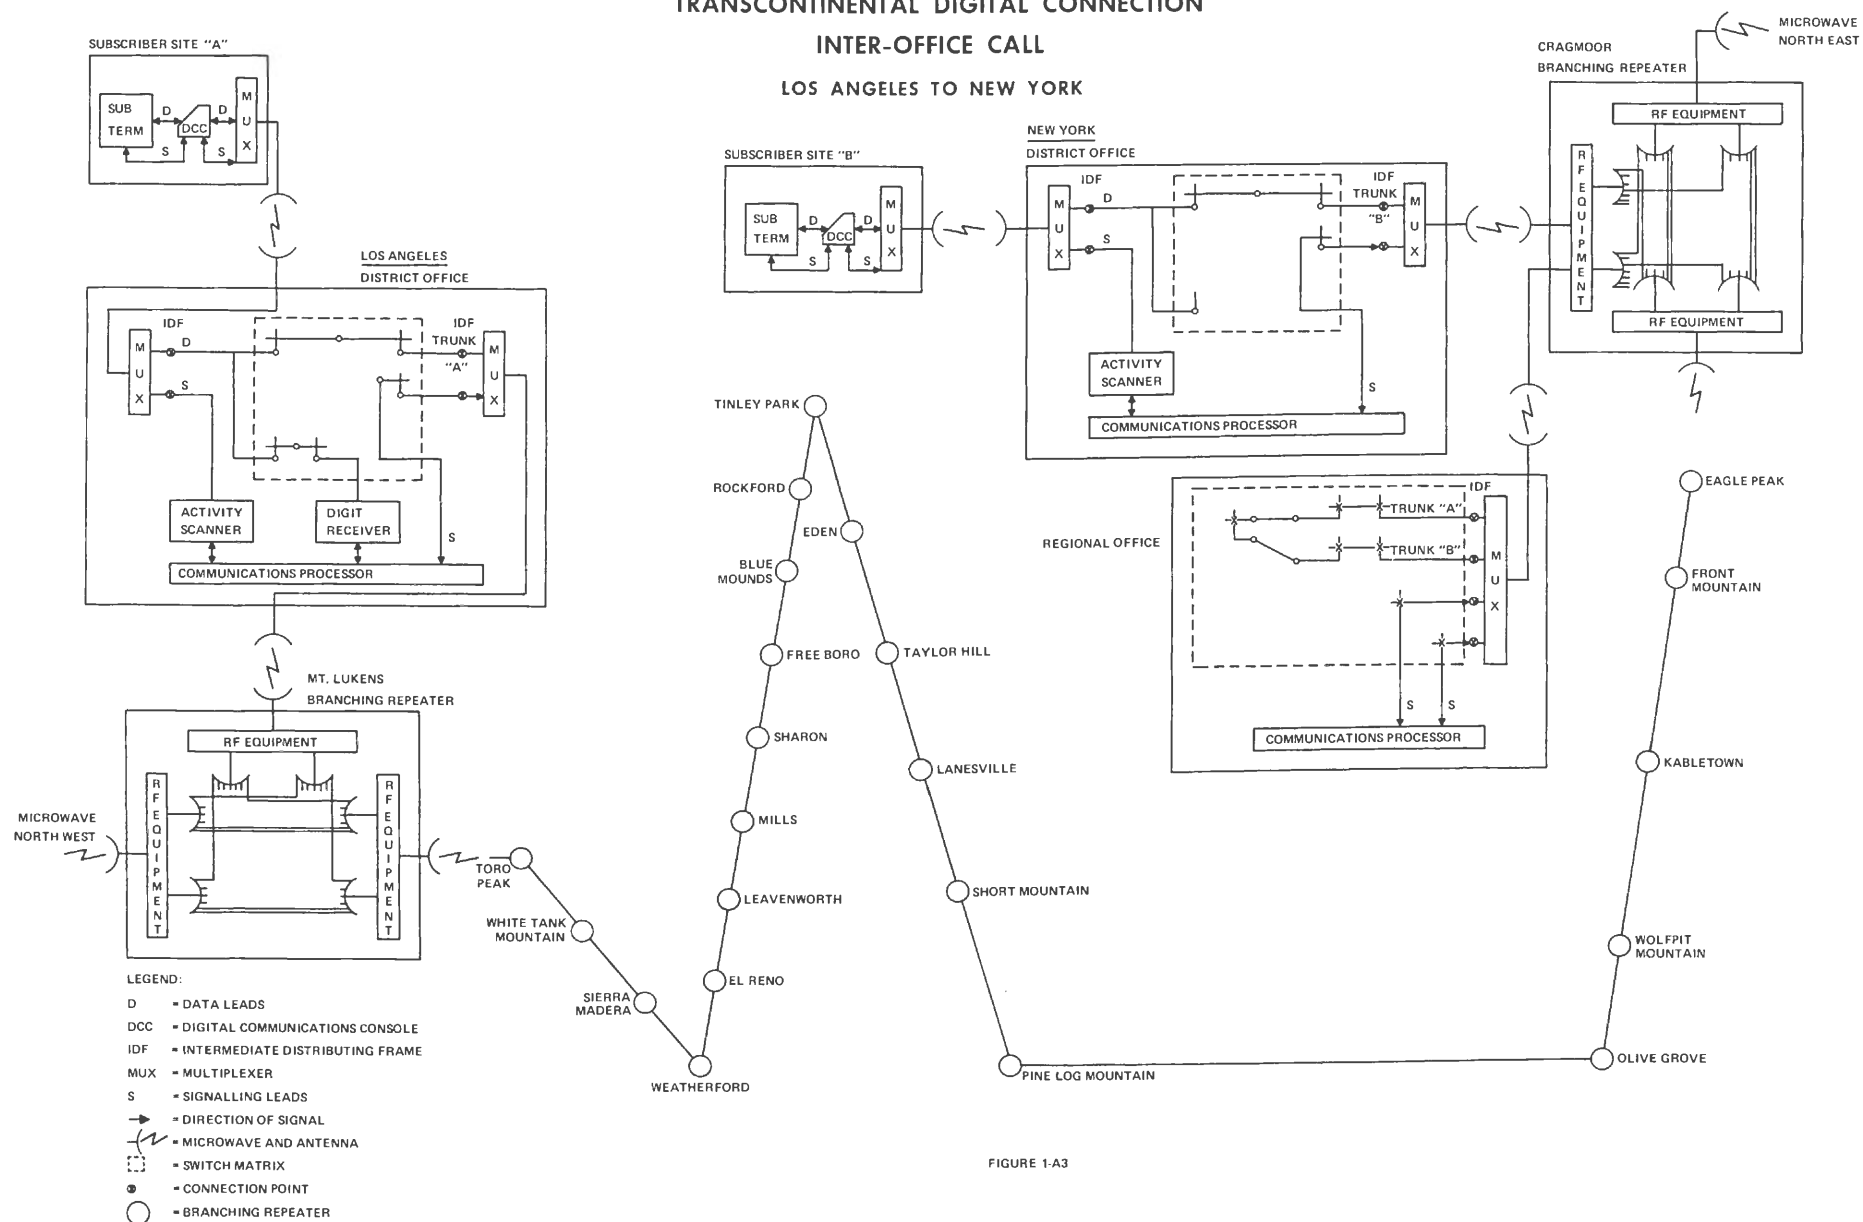 TRANSCONTINENTAL DIGITAL CONNECTION
INTER-OFFICE CALL
LOS ANGELES TO NEW YORK
SUBSCRIBER SITE "A"
SUB
TERM
D
D
DCC
S
S
M
U
X
LOS ANGELES
DISTRICT OFFICE
M
U
X
IDF
D
S
IDF
TRUNK
"A"
M
U
X
ACTIVITY
SCANNER
DIGIT
RECEIVER
S
COMMUNICATIONS PROCESSOR
MT. LUKENS
BRANCHING REPEATER
RF EQUIPMENT
RF EQUIPMENT
RF EQUIPMENT
MICROWAVE
NORTH WEST
LEGEND:
D = DATA LEADS
DCC = DIGITAL COMMUNICATIONS CONSOLE
IDF = INTERMEDIATE DISTRIBUTING FRAME
MUX = MULTIPLEXER
S = SIGNALLING LEADS
= DIRECTION OF SIGNAL
= MICROWAVE AND ANTENNA
= SWITCH MATRIX
= CONNECTION POINT
= BRANCHING REPEATER
TORO
PEAK
WHITE TANK
MOUNTAIN
SIERRA
MADERA
WEATHERFORD
EL RENO
LEAVENWORTH
MILLS
SHARON
FREE BORO
BLUE
MOUNDS
ROCKFORD
TINLEY PARK
EDEN
TAYLOR HILL
LANESVILLE
SHORT MOUNTAIN
PINE LOG MOUNTAIN
OLIVE GROVE
WOLFPIT
MOUNTAIN
KABLETOWN
FRONT
MOUNTAIN
EAGLE PEAK
SUBSCRIBER SITE "B"
SUB
TERM
D
D
DCC
S
S
M
U
X
NEW YORK
DISTRICT OFFICE
M
U
X
IDF
D
S
IDF
TRUNK
"B"
M
U
X
ACTIVITY
SCANNER
S
COMMUNICATIONS PROCESSOR
CRAGMOOR
BRANCHING REPEATER
MICROWAVE
NORTH EAST
RF EQUIPMENT
RF EQUIPMENT
RF EQUIPMENT
REGIONAL OFFICE
IDF
TRUNK "A"
TRUNK "B"
M
U
X
S
S
COMMUNICATIONS PROCESSOR
FIGURE 1-A3